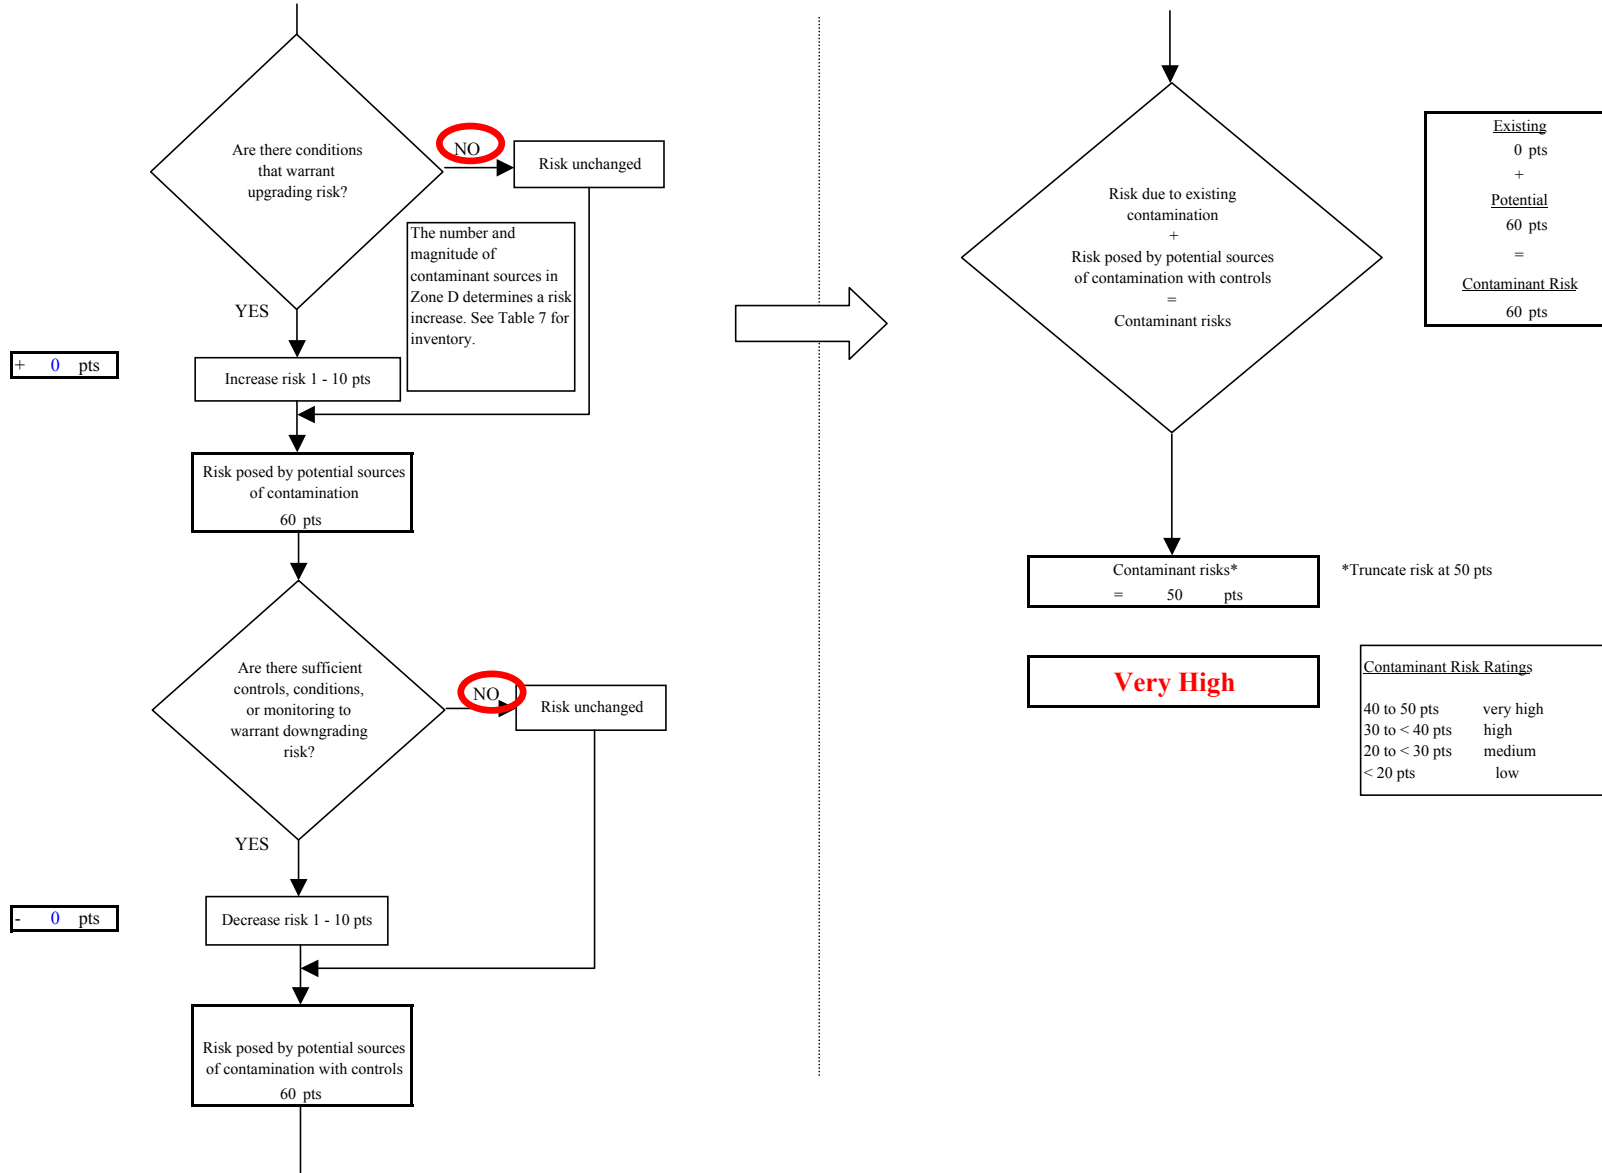 Are there conditions
that warrant
upgrading risk?
NO
Risk unchanged
The number and
magnitude of
contaminant sources in
Zone D determines a risk
increase. See Table 7 for
inventory.
YES
+ 0 pts
Increase risk 1 - 10 pts
Risk posed by potential sources
of contamination
60 pts
Are there sufficient
controls, conditions,
or monitoring to
warrant downgrading
risk?
NO
Risk unchanged
YES
- 0 pts
Decrease risk 1 - 10 pts
Risk posed by potential sources
of contamination with controls
60 pts
Risk due to existing
contamination
+
Risk posed by potential sources
of contamination with controls
=
Contaminant risks
Existing
0 pts
+
Potential
60 pts
=
Contaminant Risk
60 pts
Contaminant risks*
= 50 pts
*Truncate risk at 50 pts
Very High
Contaminant Risk Ratings
40 to 50 pts very high
30 to < 40 pts high
20 to < 30 pts medium
< 20 pts low